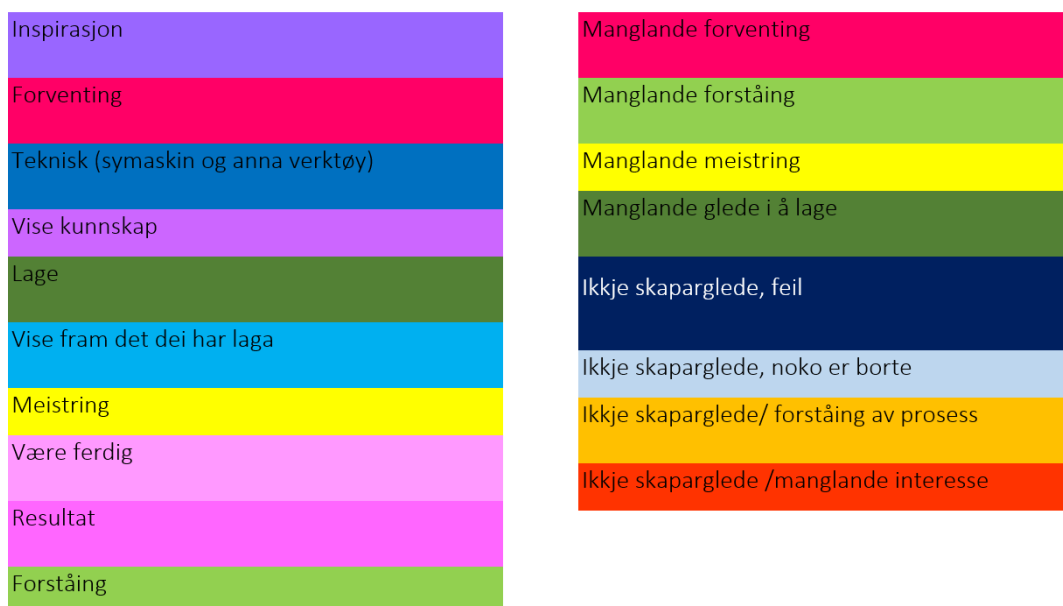 Inspirasjon
Forventing
Teknisk (symaskin og anna verktøy)
Vise kunnskap
Lage
Vise fram det dei har laga
Meistring
Være ferdig
Resultat
Forståing
Manglande forventing
Manglande forståing
Manglande meistring
Manglande glede i å lage
Ikkje skaparglede, feil
Ikkje skaparglede, noko er borte
Ikkje skaparglede/ forståing av prosess
Ikkje skaparglede /manglande interesse